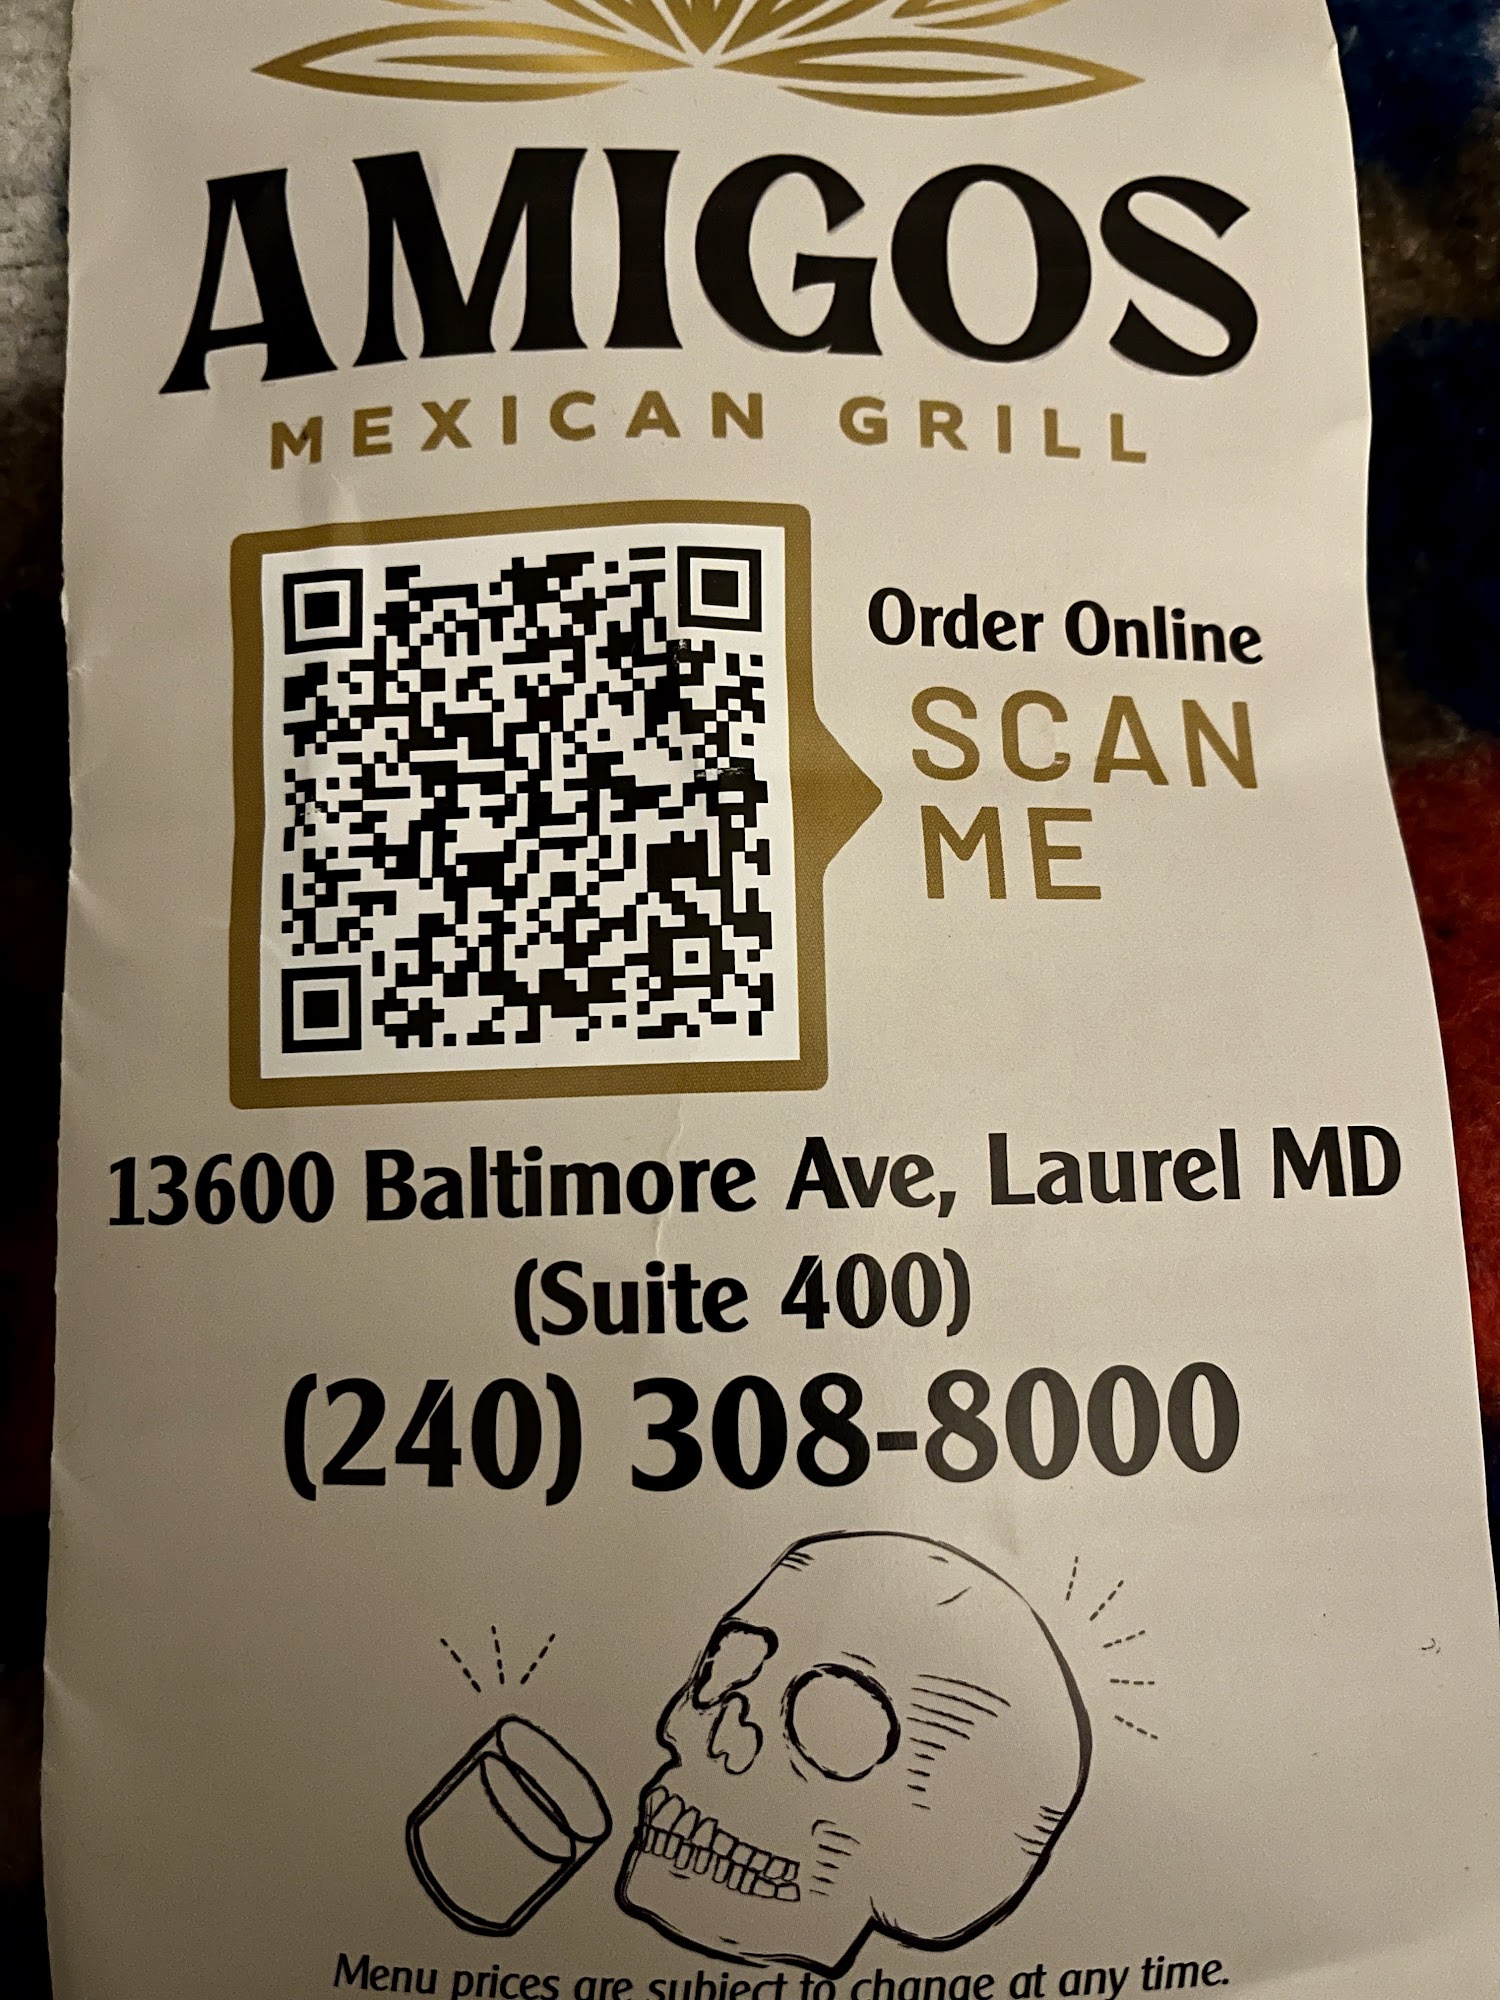 AMIGOS
MEXICAN GRILL
Order Online
SCAN
ME
13600 Baltimore Ave, Laurel MD
(Suite 400)
(240) 308-8000
Menu prices are subject to change at any time.